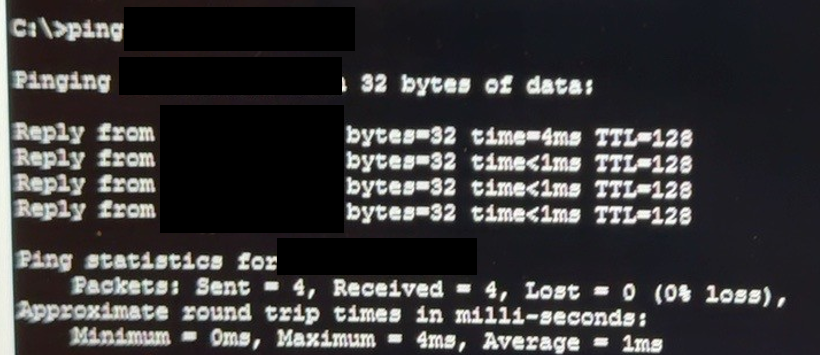 C:\>ping
Pinging 32 bytes of data:
Reply from bytes=32 time=4ms TTL=128
Reply from bytes=32 time<1ms TTL=128
Reply from bytes=32 time<1ms TTL=128
Reply from bytes=32 time<1ms TTL=128
Ping statistics for
Packets: Sent = 4, Received = 4, Lost = 0 (0% loss),
Approximate round trip times in milli-seconds:
Minimum = 0ms, Maximum = 4ms, Average = 1ms